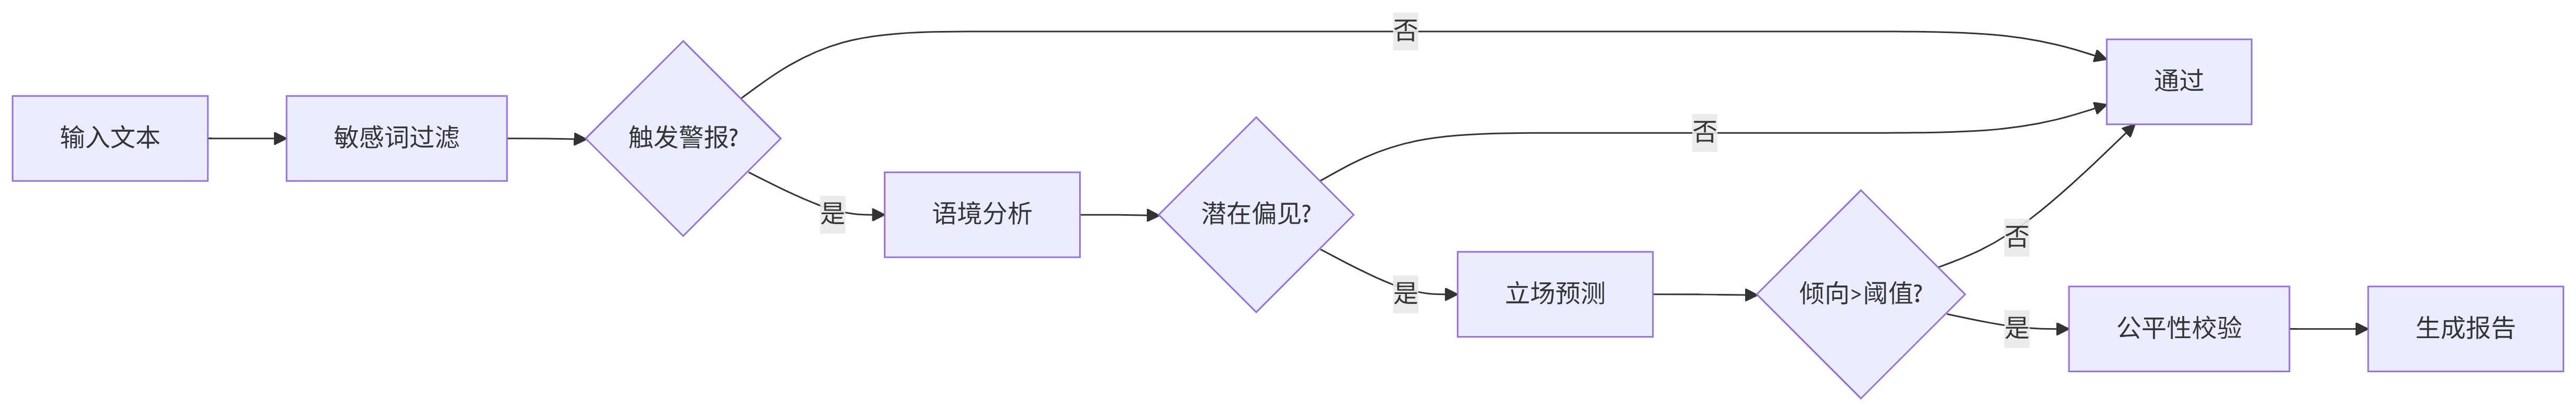 输入文本
敏感词过滤
触发警报?
否
是
语境分析
潜在偏见?
否
是
立场预测
倾向>阈值?
否
是
通过
公平性校验
生成报告